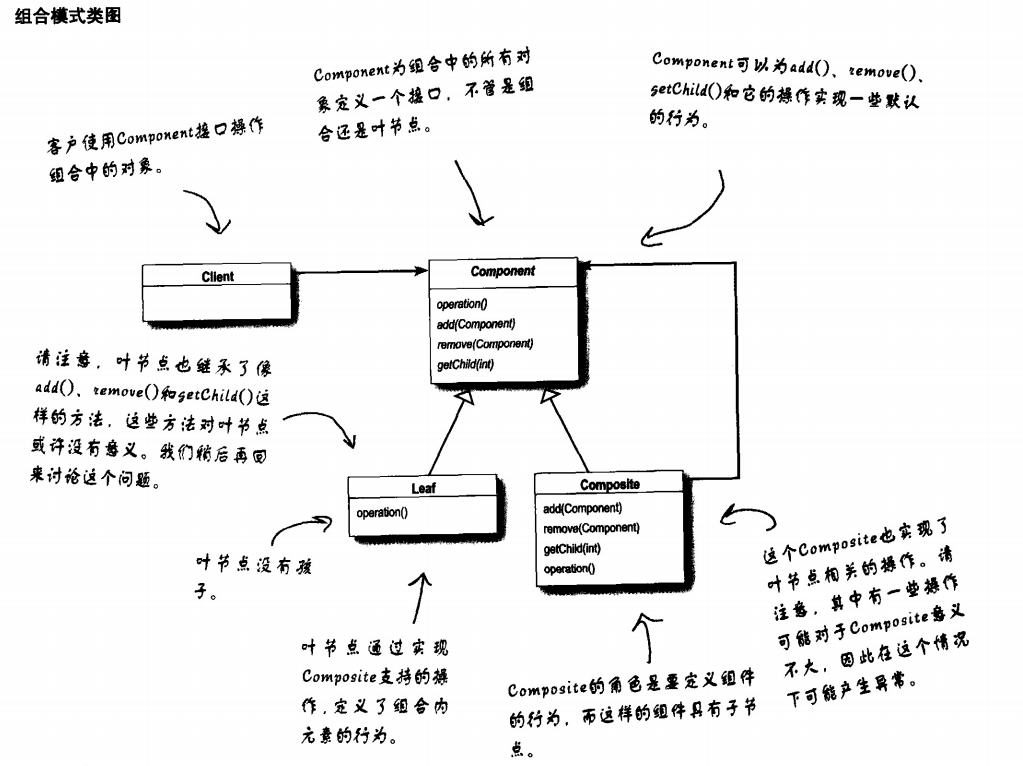 组合模式类图
Component为组合中的所有对
象定义一个接口，不管是组
合还是叶节点。
Component可以为add()、remove()、
getChild()和它的操作实现一些默认
的行为。
客户使用Component接口操作
组合中的对象。
Client
Component
operation()
add(Component)
remove(Component)
getChild(int)
请注意，叶节点也继承了像
add()、remove()和getChild()这
样的方法，这些方法对叶节点
或许没有意义。我们稍后再回
来讨论这个问题。
Leaf
operation()
Composite
add(Component)
remove(Component)
getChild(int)
operation()
叶节点没有孩
子。
这个Composite也实现了
叶节点相关的操作。请
注意，其中有一些操作
可能对于Composite意义
不大，因此在这个情况
下可能产生异常。
叶节点通过实现
Composite支持的操
作，定义了组合内
元素的行为。
Composite的角色是要定义组件
的行为，而这样的组件具有子节
点。